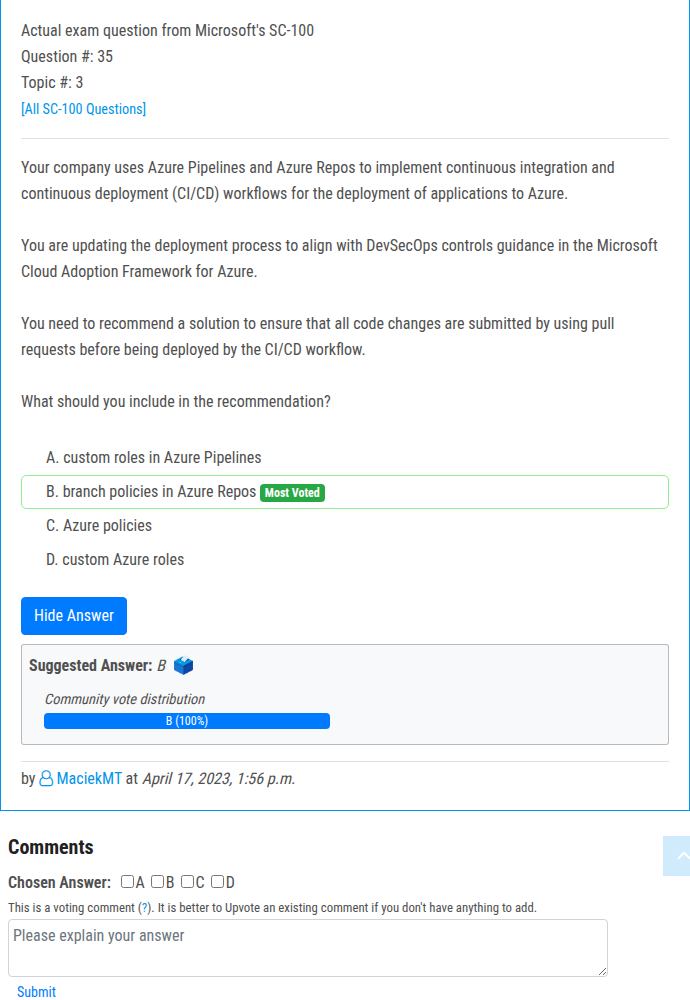 Actual exam question from Microsoft's SC-100
Question #: 35
Topic #: 3
[All SC-100 Questions]
Your company uses Azure Pipelines and Azure Repos to implement continuous integration and
continuous deployment (CI/CD) workflows for the deployment of applications to Azure.
You are updating the deployment process to align with DevSecOps controls guidance in the Microsoft
Cloud Adoption Framework for Azure.
You need to recommend a solution to ensure that all code changes are submitted by using pull
requests before being deployed by the CI/CD workflow.
What should you include in the recommendation?
A. custom roles in Azure Pipelines
B. branch policies in Azure Repos Most Voted
C. Azure policies
D. custom Azure roles
Hide Answer
Suggested Answer: B
Community vote distribution
B (100%)
by MaciekMT at April 17, 2023, 1:56 p.m.
Comments
Chosen Answer: A B C D
This is a voting comment (?). It is better to Upvote an existing comment if you don't have anything to add.
Please explain your answer
Submit